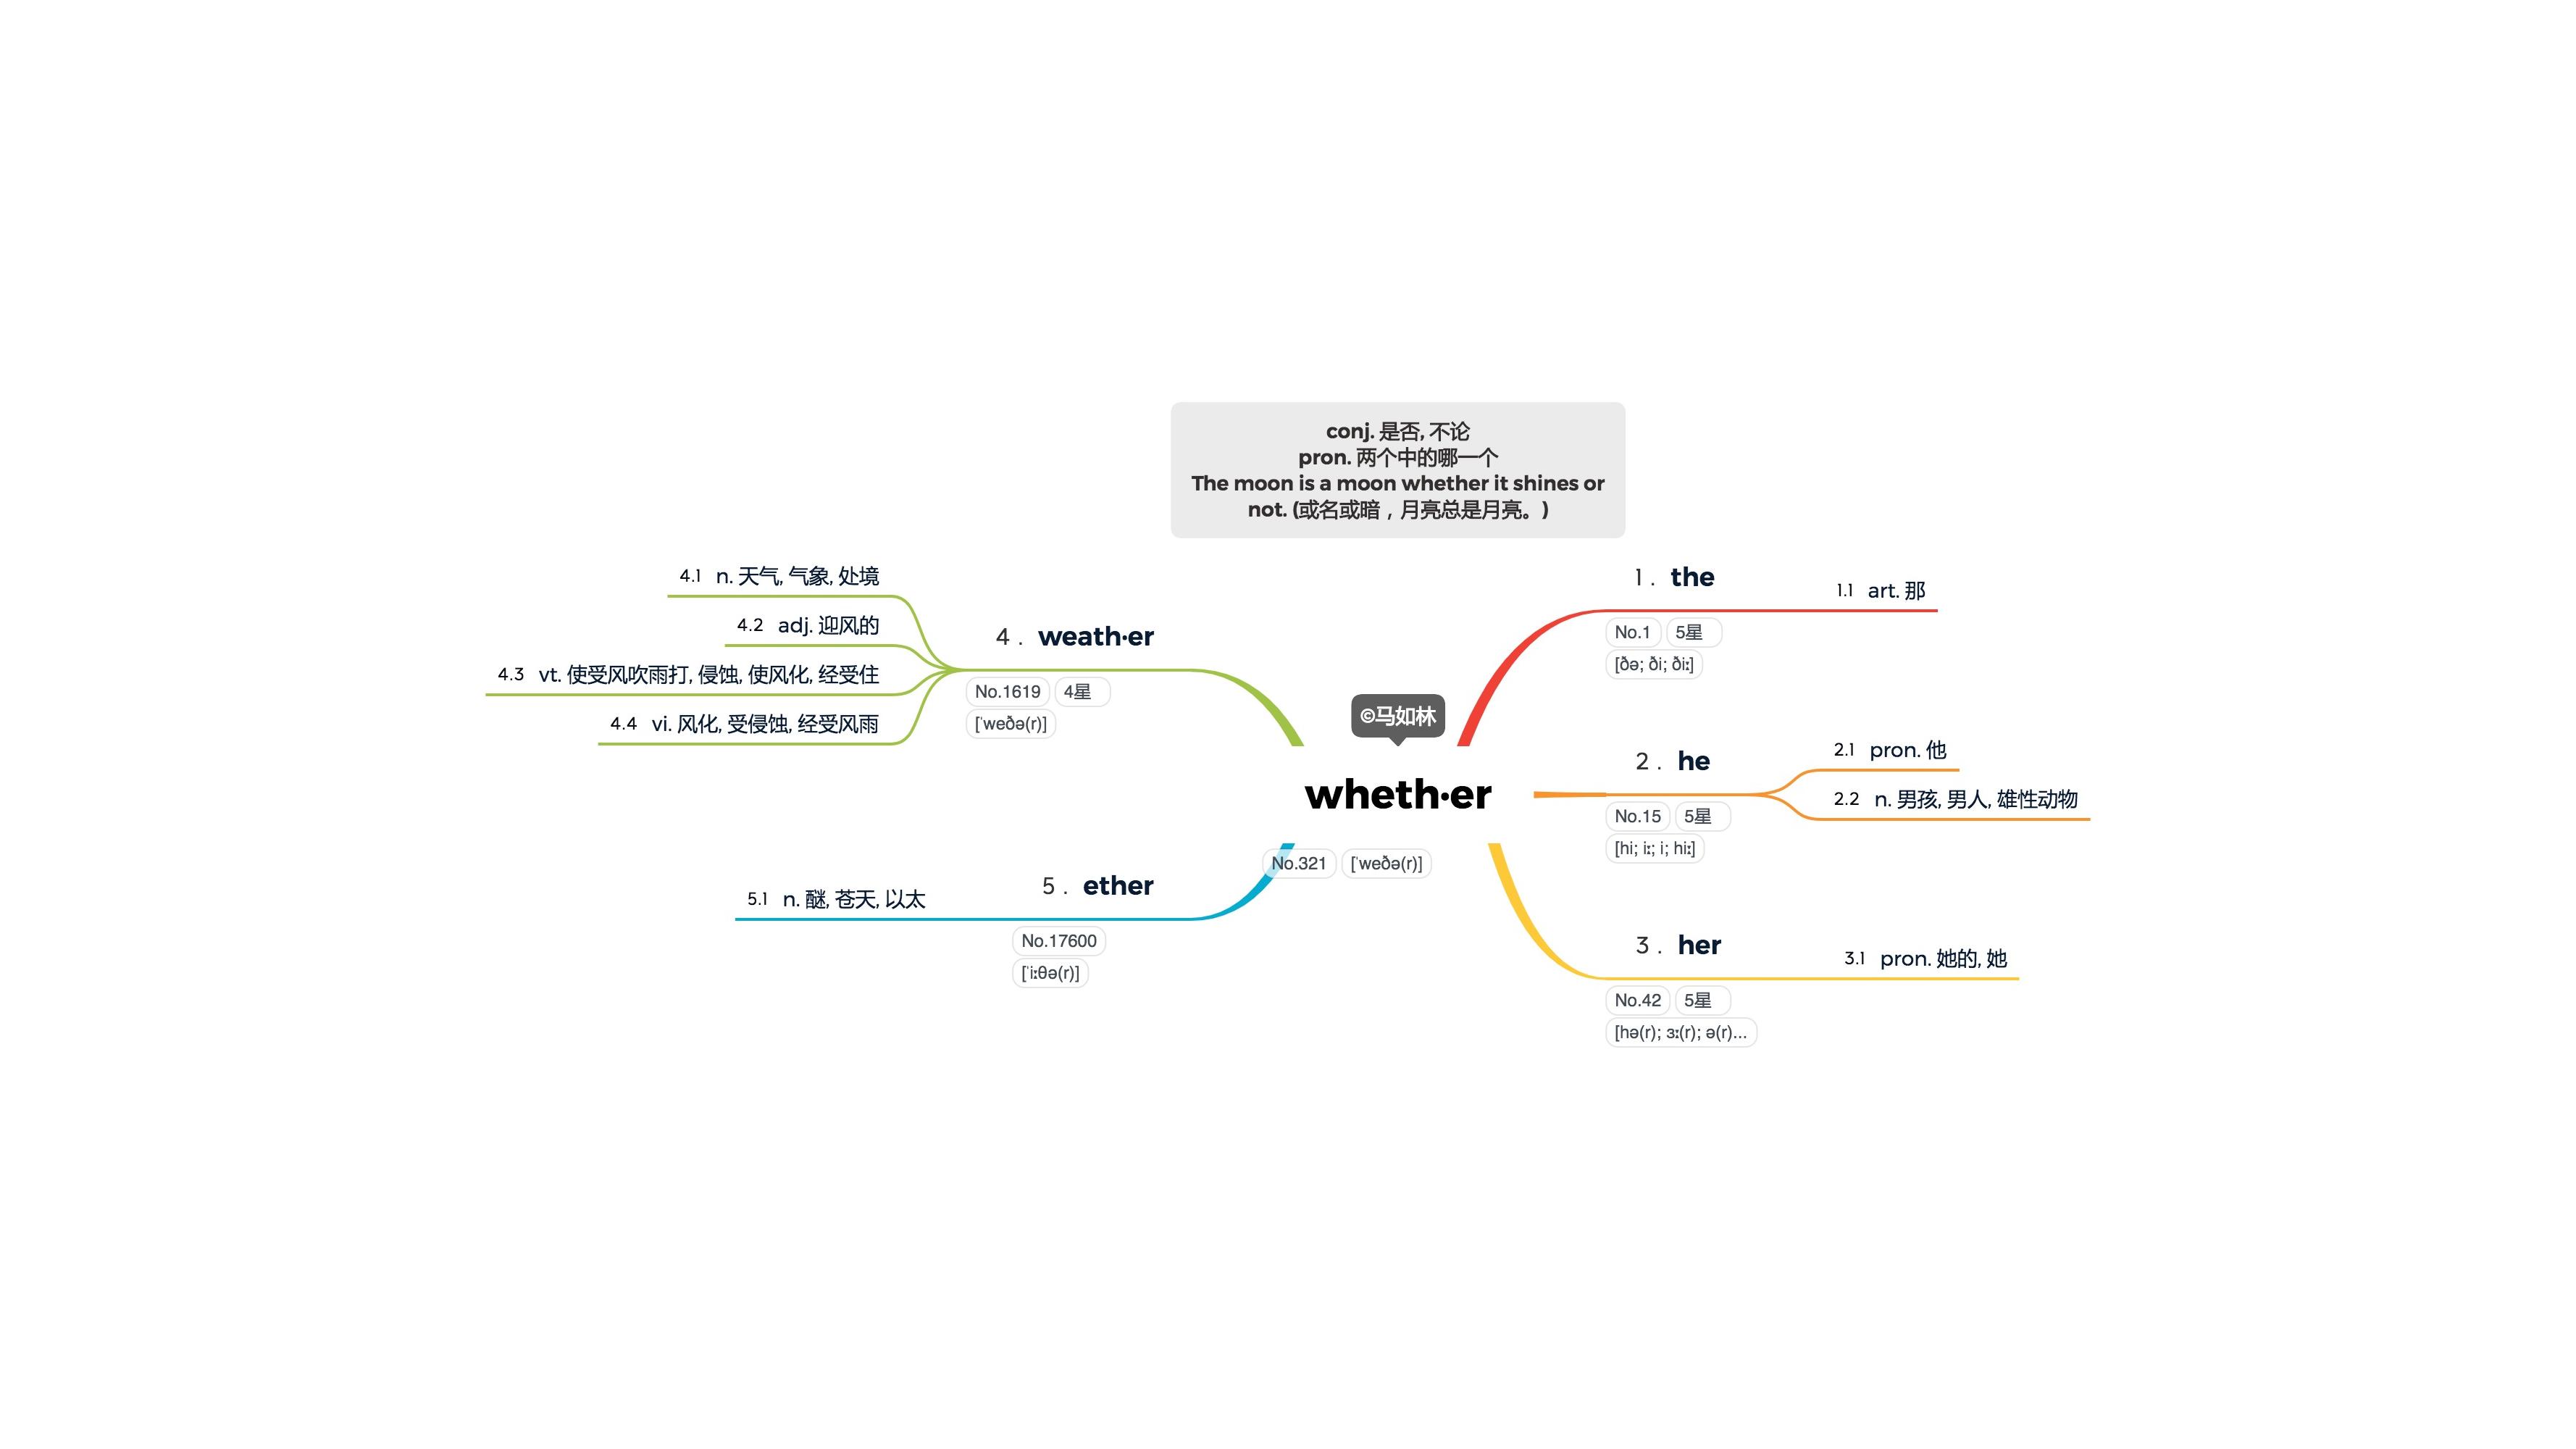 conj. 是否, 不论
pron. 两个中的哪一个
The moon is a moon whether it shines or
not. (或名或暗，月亮总是月亮。)
©马如林
wheth·er
No.321 [ˈweðə(r)]
1. the
No.1 5星
[ðə; ði; ðiː]
1.1 art. 那
2. he
No.15 5星
[hi; iː; i; hiː]
2.1 pron. 他
2.2 n. 男孩, 男人, 雄性动物
3. her
No.42 5星
[hə(r); ɜː(r); ə(r)...
3.1 pron. 她的, 她
4. weath·er
No.1619 4星
[ˈweðə(r)]
4.1 n. 天气, 气象, 处境
4.2 adj. 迎风的
4.3 vt. 使受风吹雨打, 侵蚀, 使风化, 经受住
4.4 vi. 风化, 受侵蚀, 经受风雨
5. ether
No.17600
[ˈiːθə(r)]
5.1 n. 醚, 苍天, 以太